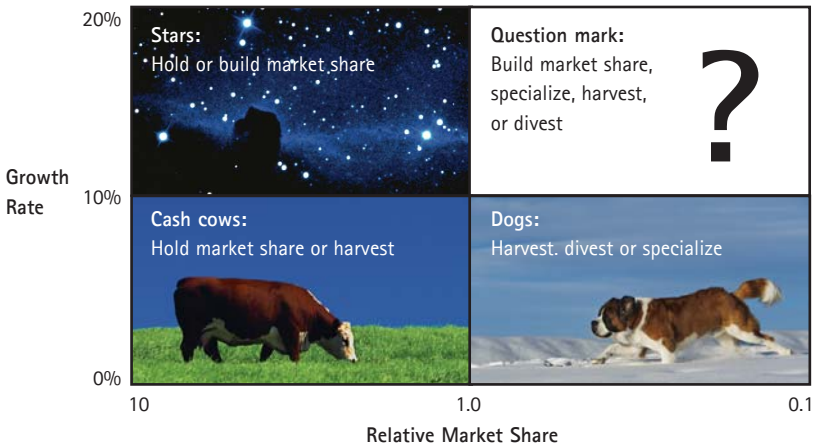 20%
Stars:
Hold or build market share
Question mark:
Build market share,
specialize, harvest,
or divest
?
Growth
Rate
10%
Cash cows:
Hold market share or harvest
Dogs:
Harvest. divest or specialize
0%
10
1.0
0.1
Relative Market Share